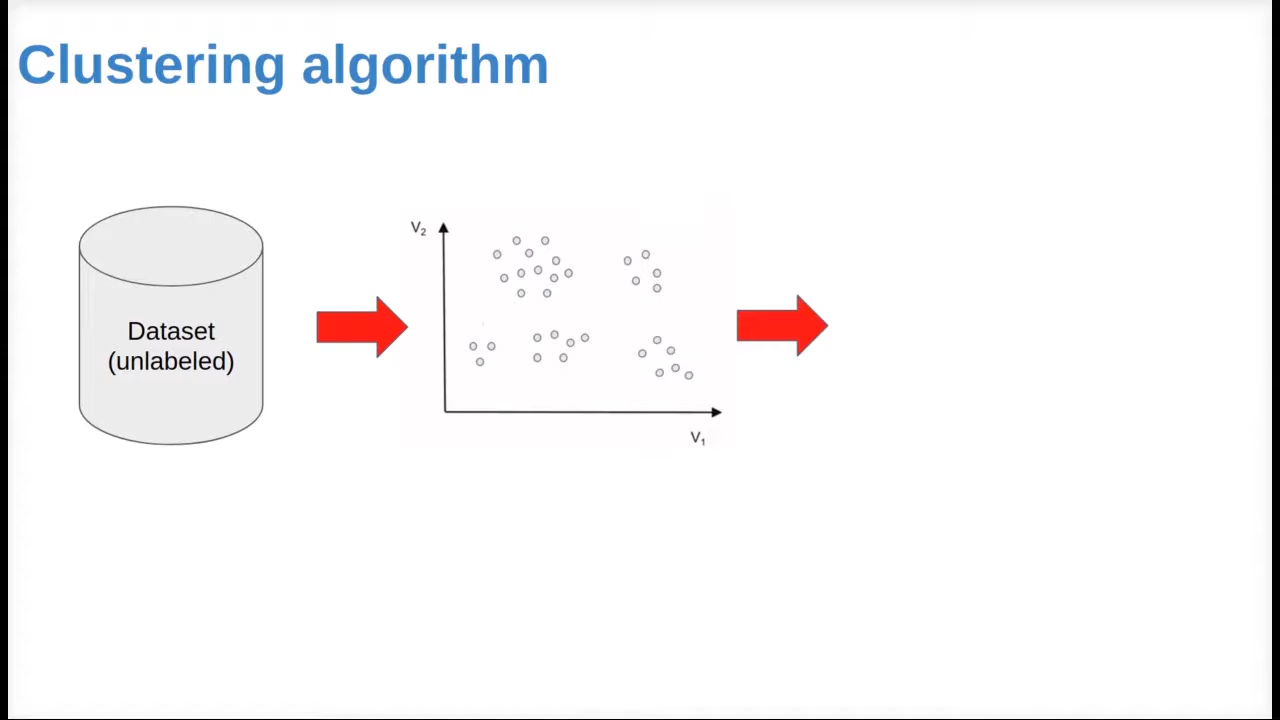 Clustering algorithm
Dataset
(unlabeled)
V₂
V₁